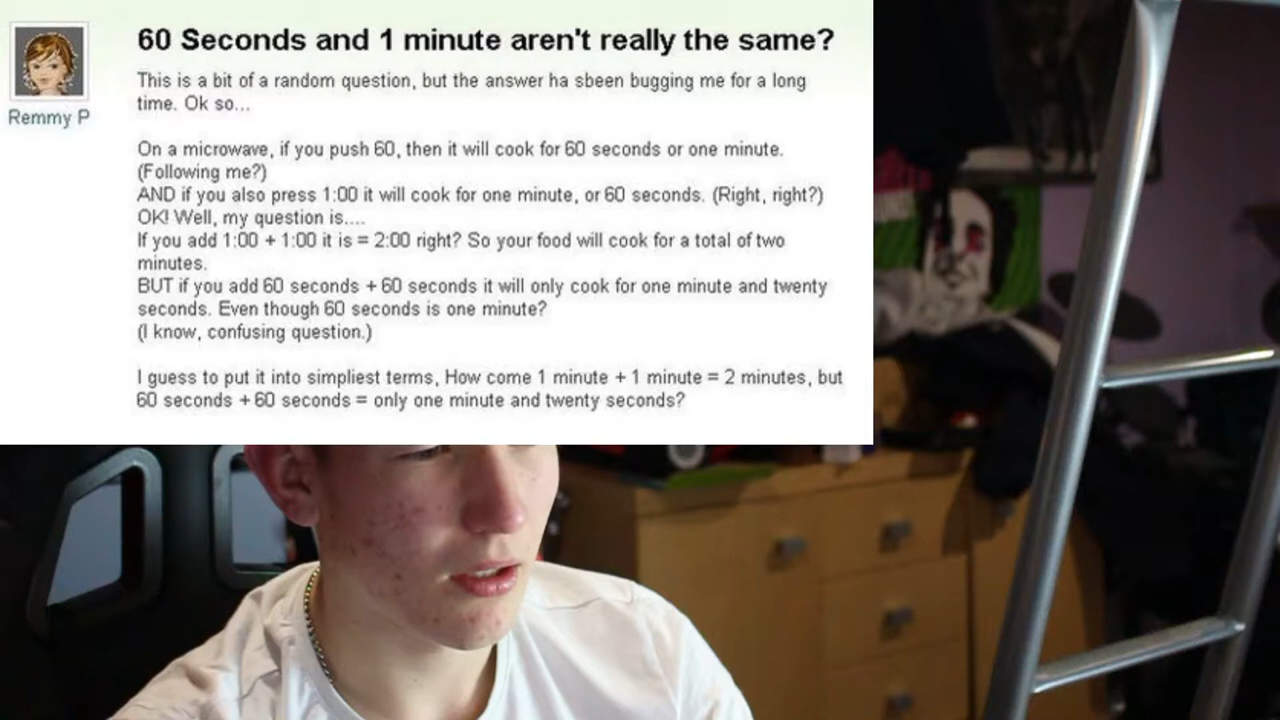 60 Seconds and 1 minute aren't really the same?
This is a bit of a random question, but the answer ha sbeen bugging me for a long
time. Ok so...
Remmy P
On a microwave, if you push 60, then it will cook for 60 seconds or one minute.
(Following me?)
AND if you also press 1:00 it will cook for one minute, or 60 seconds. (Right, right?)
OK! Well, my question is....
If you add 1:00 + 1:00 it is = 2:00 right? So your food will cook for a total of two
minutes.
BUT if you add 60 seconds + 60 seconds it will only cook for one minute and twenty
seconds. Even though 60 seconds is one minute?
(I know, confusing question.)
I guess to put it into simpliest terms, How come 1 minute + 1 minute = 2 minutes, but
60 seconds + 60 seconds = only one minute and twenty seconds?